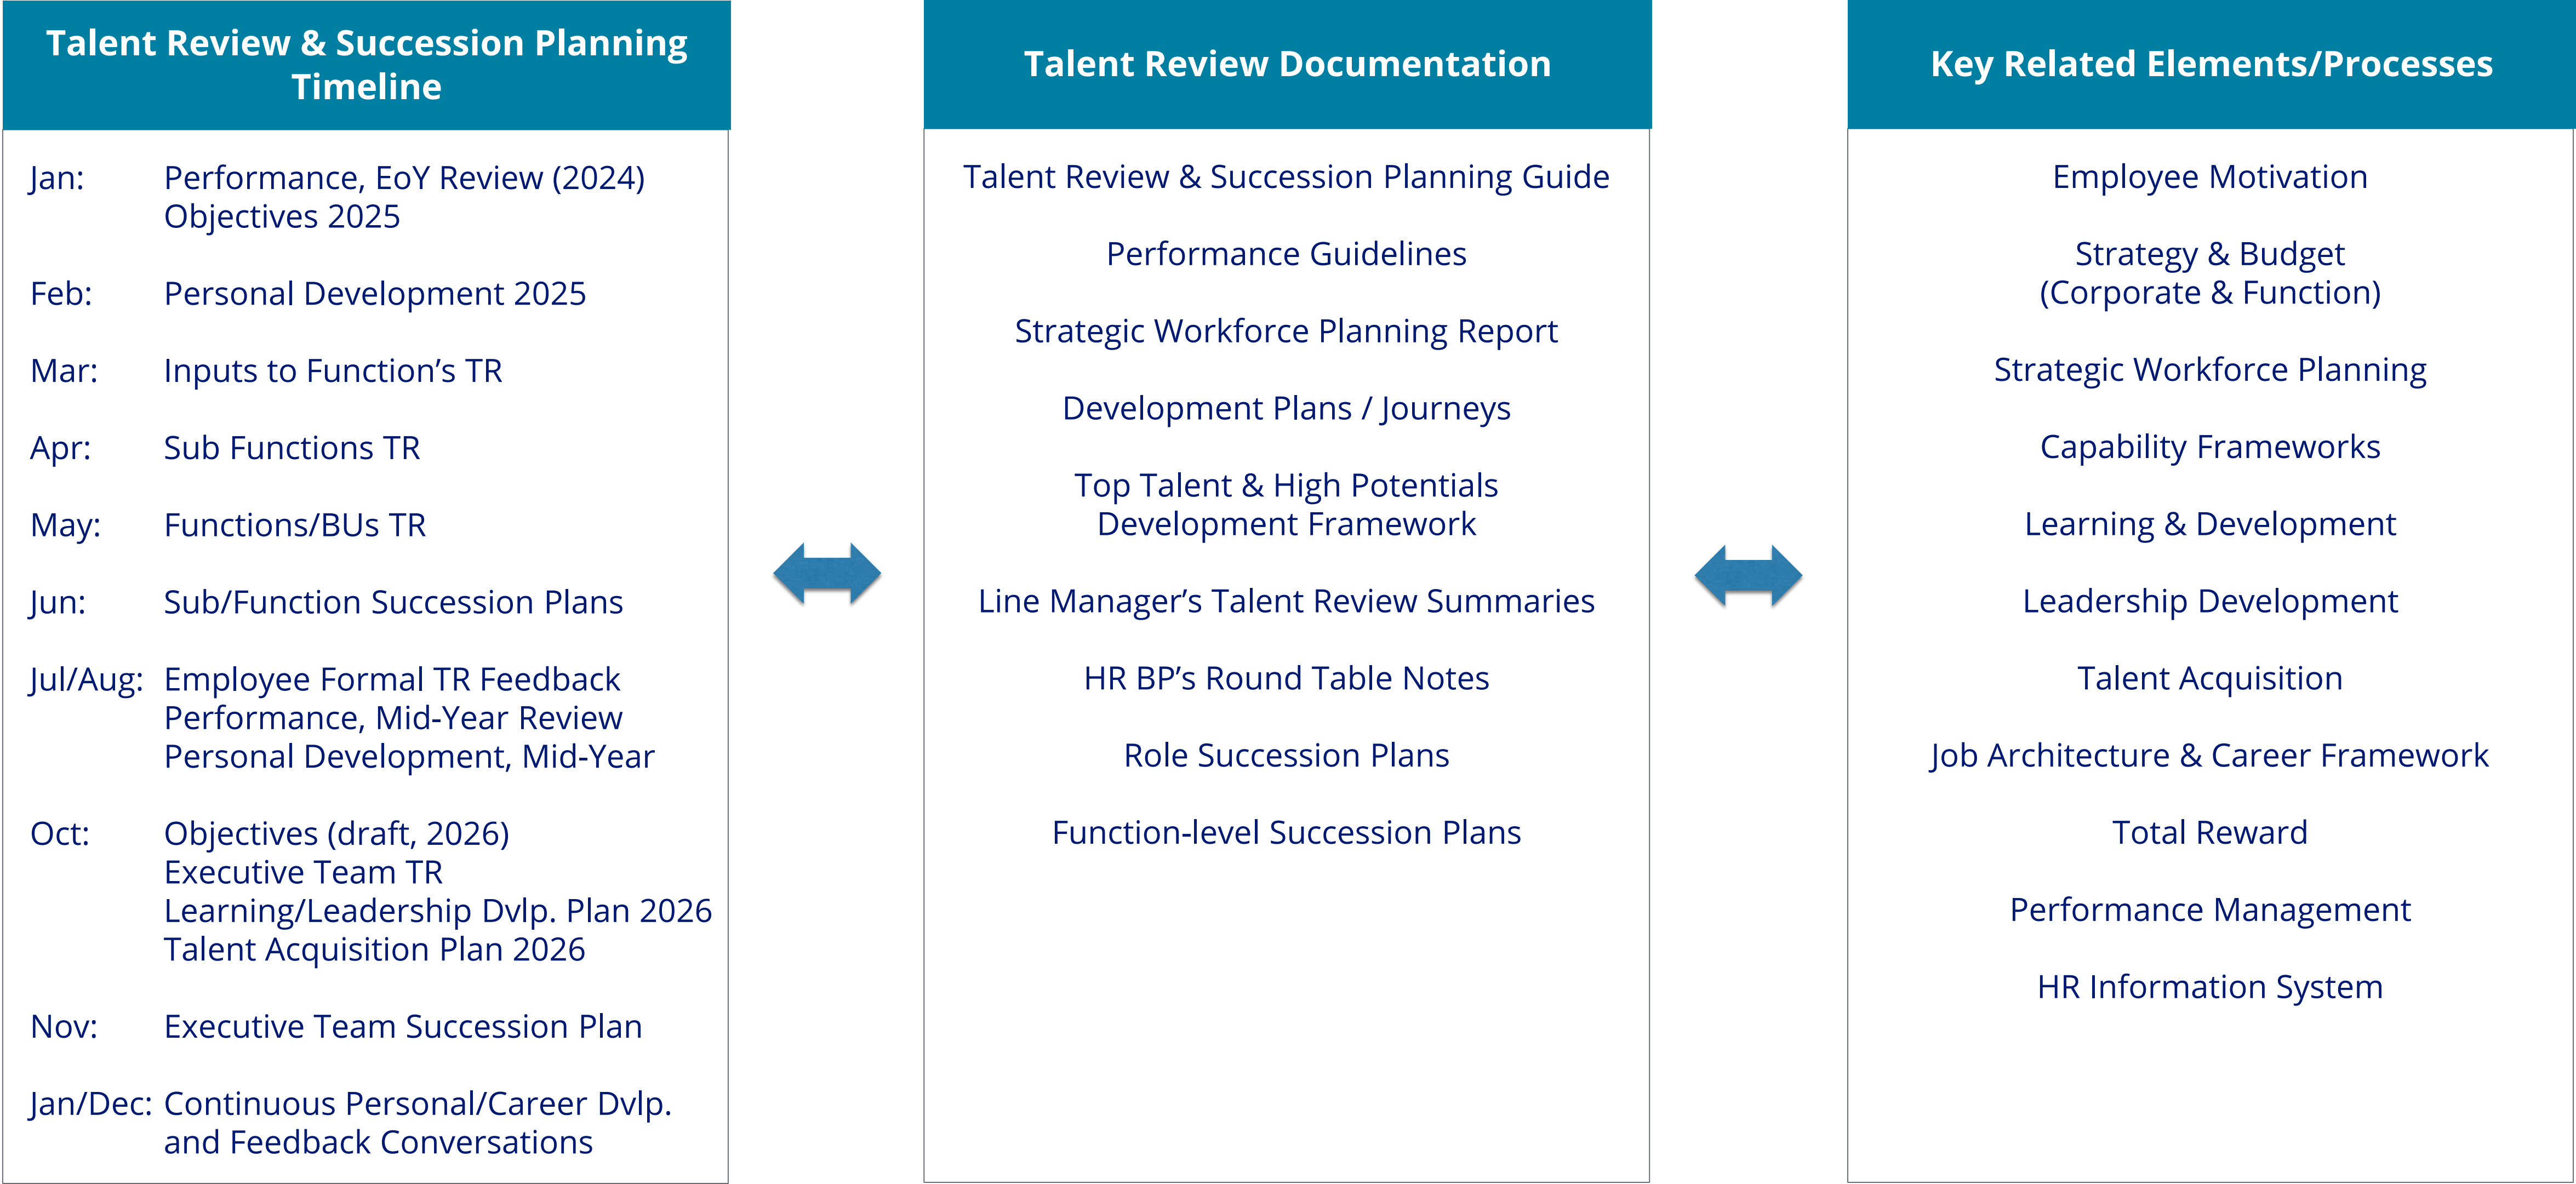 Talent Review & Succession Planning
Timeline
Jan: Performance, EoY Review (2024)
Objectives 2025
Feb: Personal Development 2025
Mar: Inputs to Function’s TR
Apr: Sub Functions TR
May: Functions/BUs TR
Jun: Sub/Function Succession Plans
Jul/Aug: Employee Formal TR Feedback
Performance, Mid-Year Review
Personal Development, Mid-Year
Oct: Objectives (draft, 2026)
Executive Team TR
Learning/Leadership Dvlp. Plan 2026
Talent Acquisition Plan 2026
Nov: Executive Team Succession Plan
Jan/Dec: Continuous Personal/Career Dvlp.
and Feedback Conversations
Talent Review Documentation
Talent Review & Succession Planning Guide
Performance Guidelines
Strategic Workforce Planning Report
Development Plans / Journeys
Top Talent & High Potentials
Development Framework
Line Manager’s Talent Review Summaries
HR BP’s Round Table Notes
Role Succession Plans
Function-level Succession Plans
Key Related Elements/Processes
Employee Motivation
Strategy & Budget
(Corporate & Function)
Strategic Workforce Planning
Capability Frameworks
Learning & Development
Leadership Development
Talent Acquisition
Job Architecture & Career Framework
Total Reward
Performance Management
HR Information System